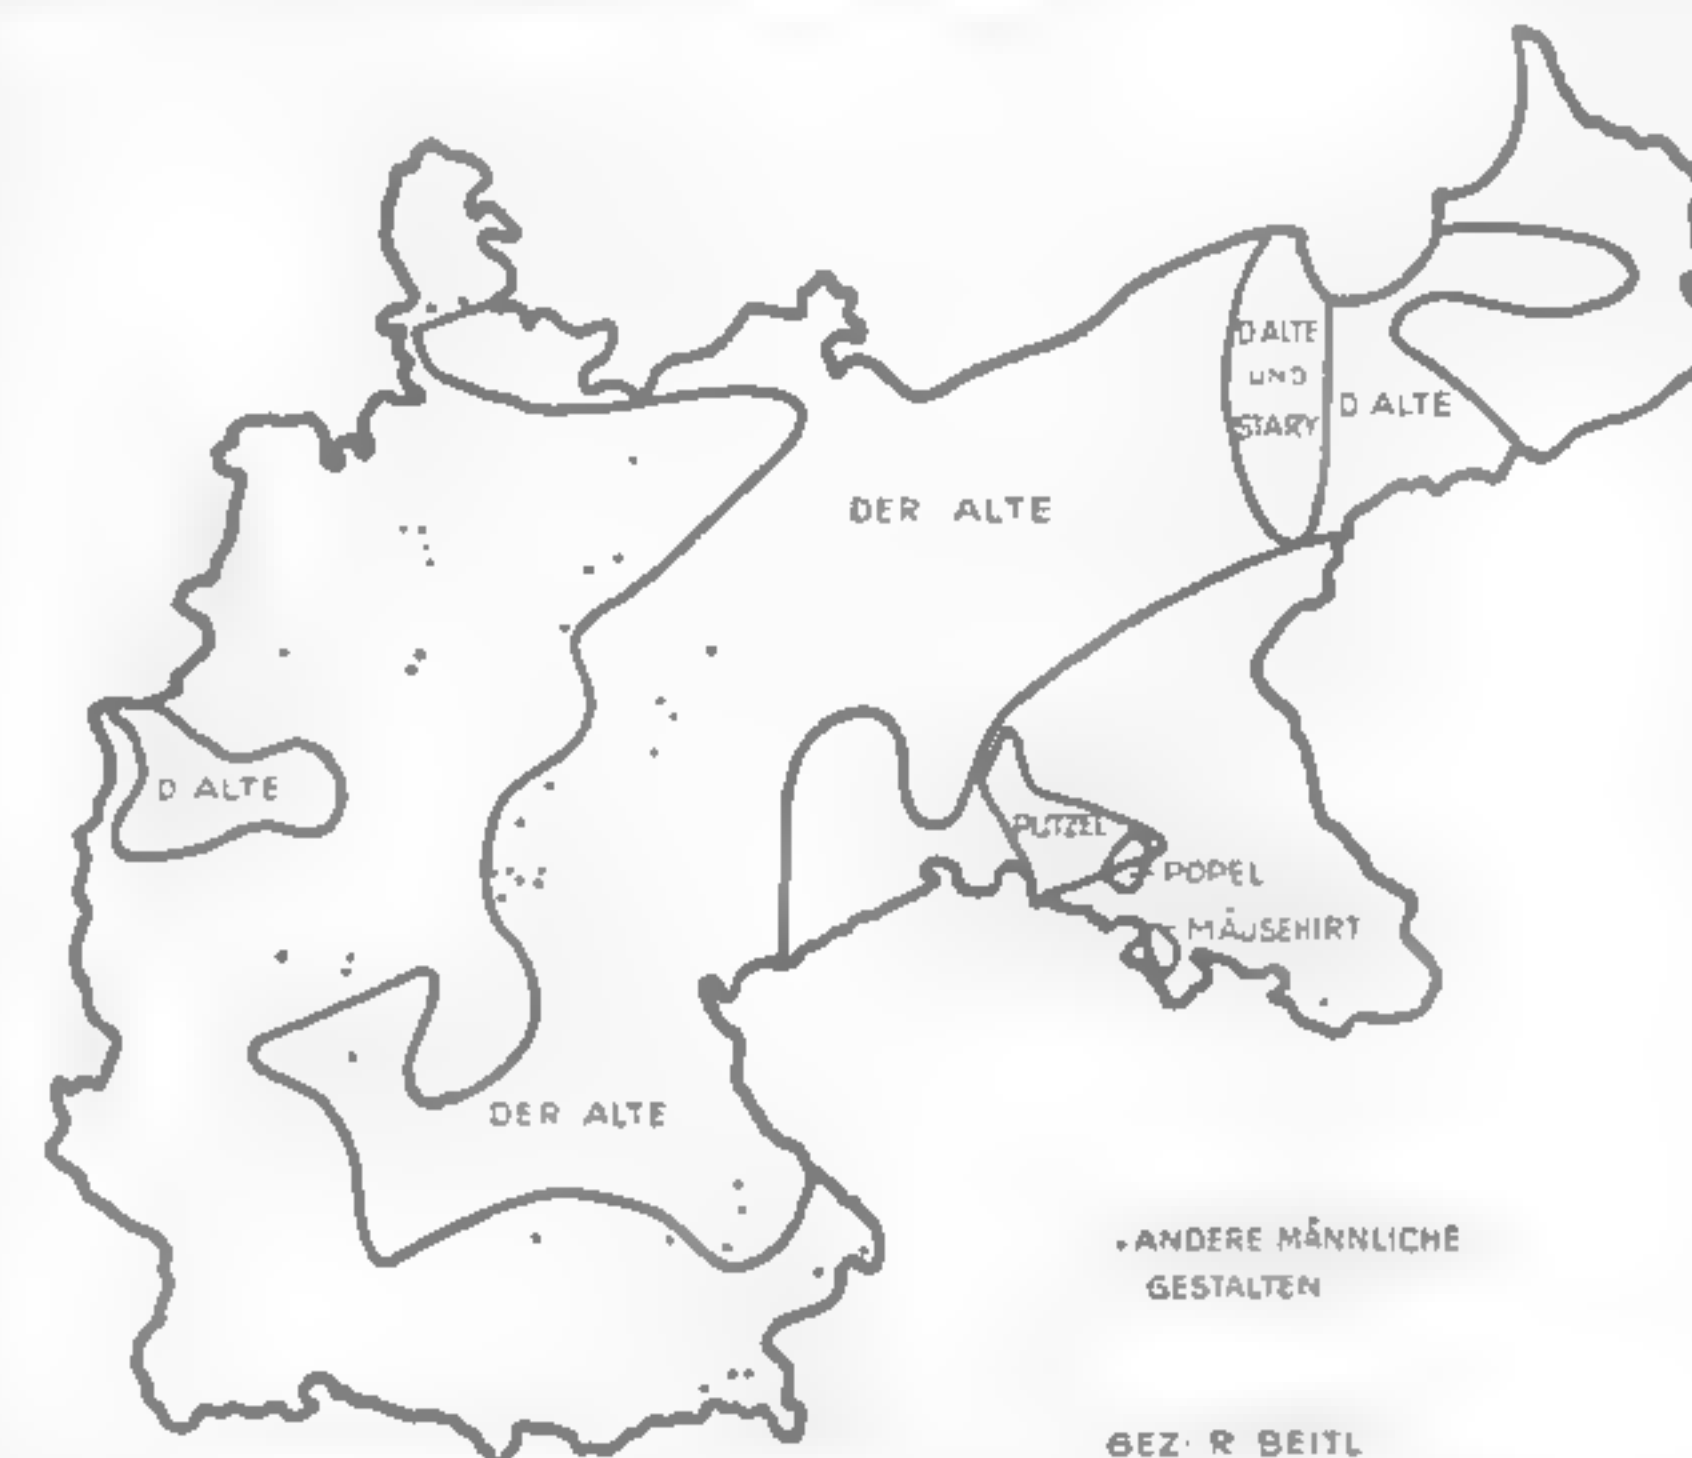 D ALTE
UND
STARY
D ALTE
DER ALTE
D ALTE
PUTZEL
POPEL
MÄUSEHIRT
DER ALTE
• ANDERE MÄNNLICHE
GESTALTEN
GEZ. R BEITL